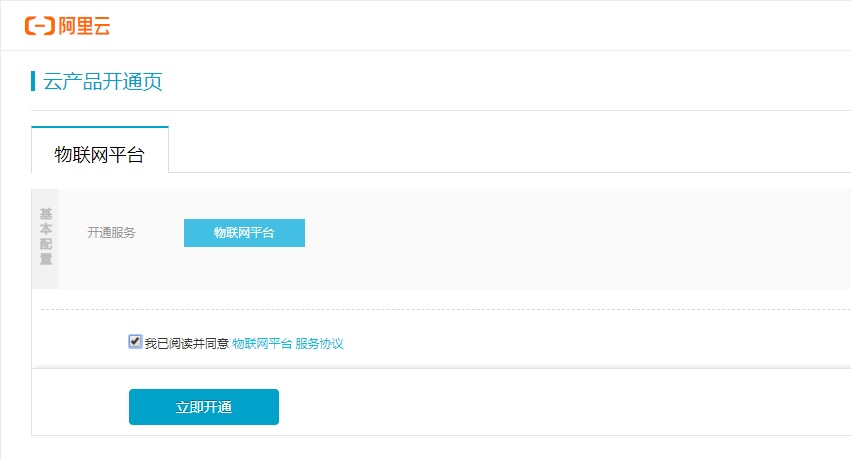 阿里云
云产品开通页
物联网平台
基本配置
开通服务 物联网平台
我已阅读并同意 物联网平台 服务协议
立即开通